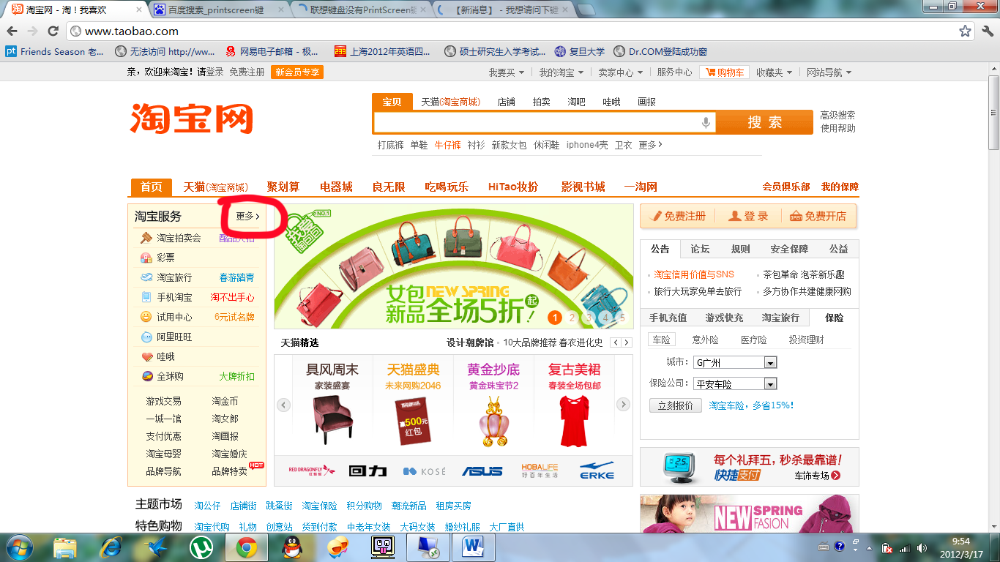 淘宝网 - 淘！我喜欢
百度搜索_printscreen键
联想键盘没有PrintScreen键
【新消息】 - 我想请问下键
www.taobao.com
Friends Season 老...
无法访问 http://ww...
网易电子邮箱 - 极...
上海2012年英语四...
硕士研究生入学考试...
复旦大学
Dr.COM登陆成功窗
亲，欢迎来淘宝！请登录 免费注册 新会员专享
我要买 我的淘宝 卖家中心 服务中心 购物车 收藏夹 网站导航
淘宝网
宝贝 天猫(淘宝商城) 店铺 拍卖 淘吧 哇哦 画报
搜 索
高级搜索
使用帮助
打底裤 单鞋 牛仔裤 衬衫 新款女包 休闲鞋 iphone4壳 卫衣 更多
首页 天猫(淘宝商城) 聚划算 电器城 良无限 吃喝玩乐 HiTao妆扮 影视书城 一淘网 会员俱乐部 我的保障
淘宝服务 更多
淘宝拍卖会
彩票
淘宝旅行 春游踏青
手机淘宝 淘不出手心
试用中心 6元试名牌
阿里旺旺
哇哦
全球购 大牌折扣
游戏交易 淘金币
一城一馆 淘女郎
支付优惠 淘画报
淘宝母婴 淘宝婚庆
品牌导航 品牌特卖 HOT
NO.1
女包 NEW SPRING
新品 全场5折起!
1 2 3 4 5
天猫精选 设计潮牌馆 10大品牌推荐 春衣进化史
具风周末 天猫盛典 黄金抄底 复古美裙
家装盛宴 未来网购2046 黄金珠宝节2 春装全场包邮
赢500元
红包
RED DRAGONFLY 红蜻蜓 回力 KOSÉ ASUS HOBALIFE 好百年生活 ERKE
免费注册 登 录 免费开店
公告 论坛 规则 安全保障 公益
淘宝信用价值与SNS 茶包革命 泡茶新乐趣
旅行大玩家免单去旅行 多方协作共建健康网购
手机充值 游戏快充 淘宝旅行 保险
车险 意外险 医疗险 投资理财
城市： G广州
保险公司： 平安车险
立刻报价 淘宝车险，多省15%！
每个礼拜五，秒杀最靠谱！
快捷支付 车饰专场
NEW SPRING
FASION
主题市场 淘公仔 店铺街 跳蚤街 淘宝保险 积分购物 潮流新品 租房买房
特色购物 淘宝代购 礼物 创意站 货到付款 中老年女装 大码女装 婚纱礼服 大厂直供
9:54
2012/3/17